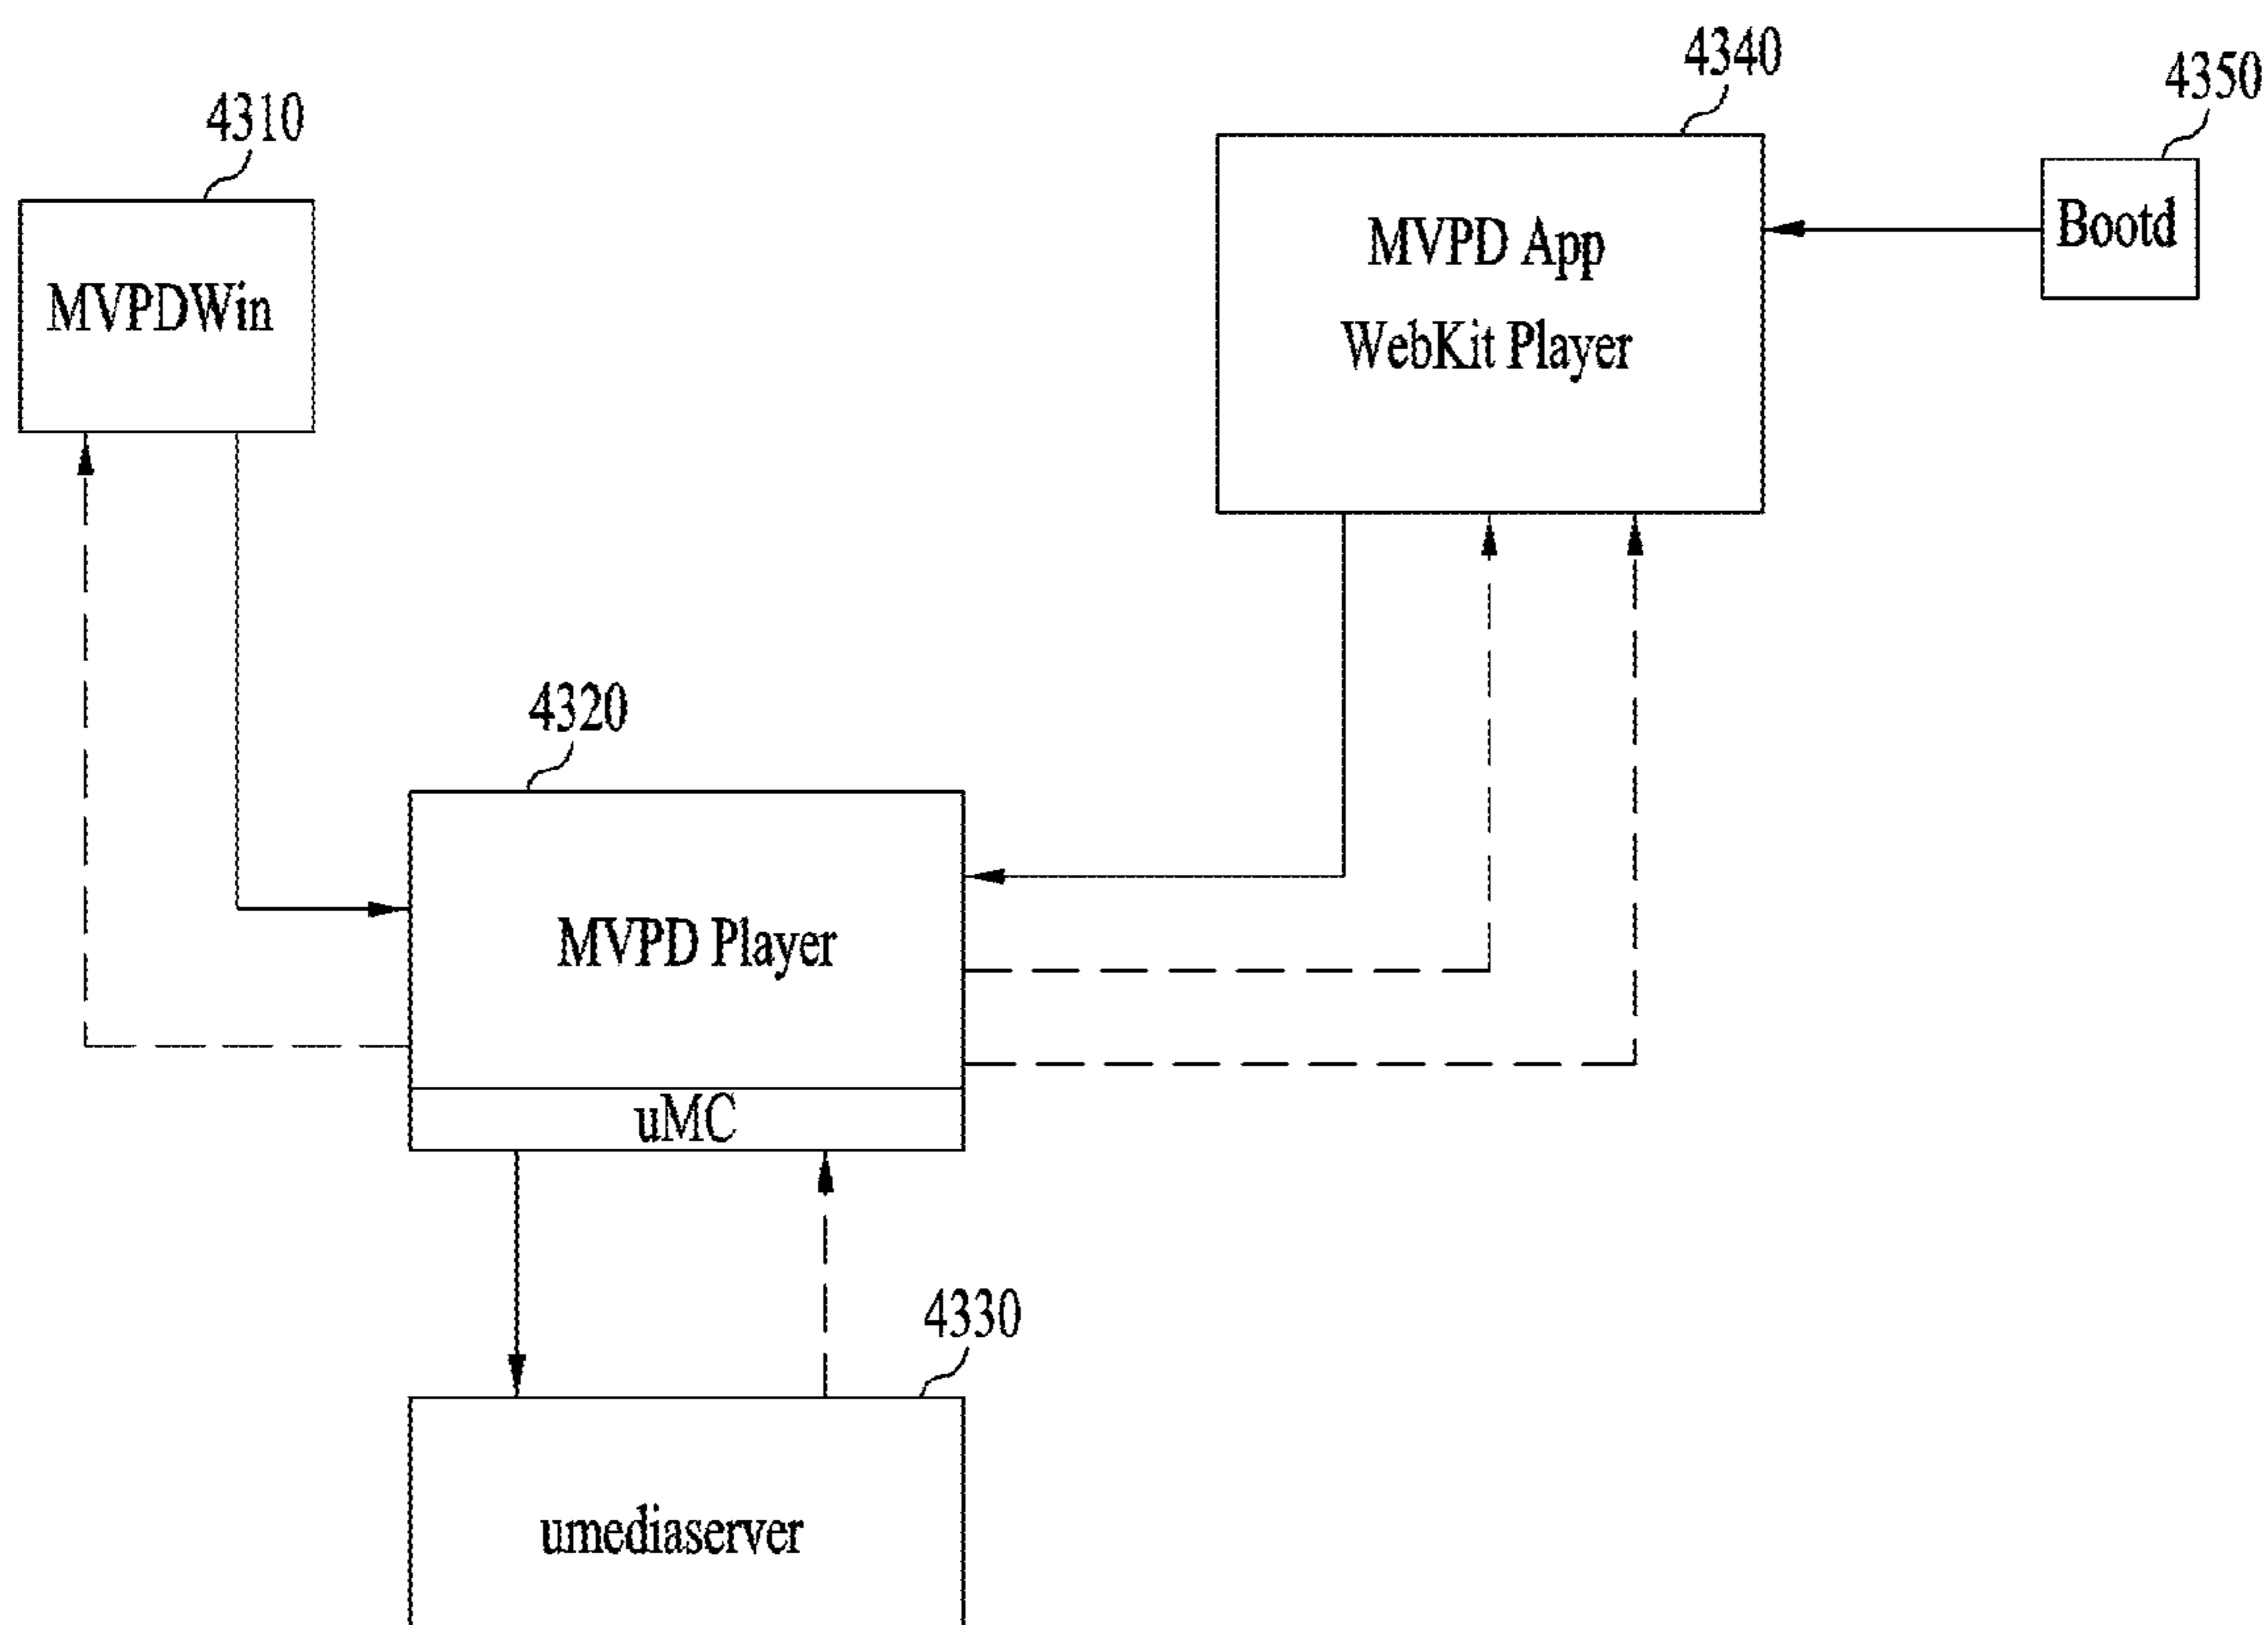 4340
4350
4310
MVPD App
WebKit Player
Bootd
MVPDWin
4320
MVPD Player
uMC
4330
umediaserver